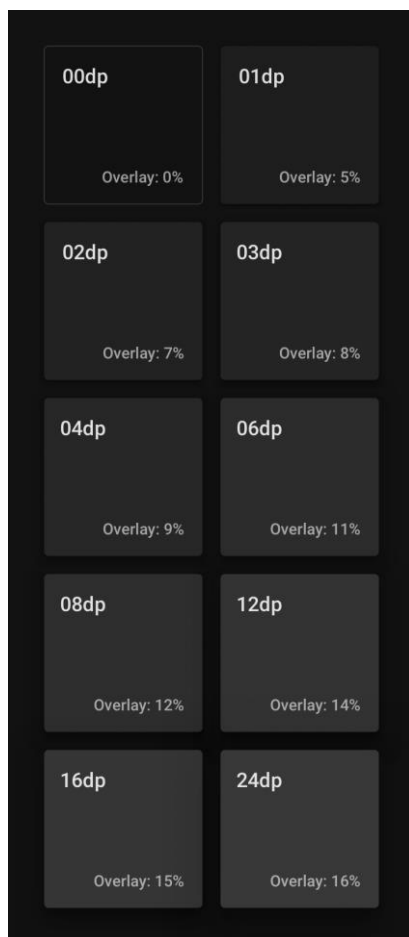 00dp
Overlay: 0%
01dp
Overlay: 5%
02dp
Overlay: 7%
03dp
Overlay: 8%
04dp
Overlay: 9%
06dp
Overlay: 11%
08dp
Overlay: 12%
12dp
Overlay: 14%
16dp
Overlay: 15%
24dp
Overlay: 16%